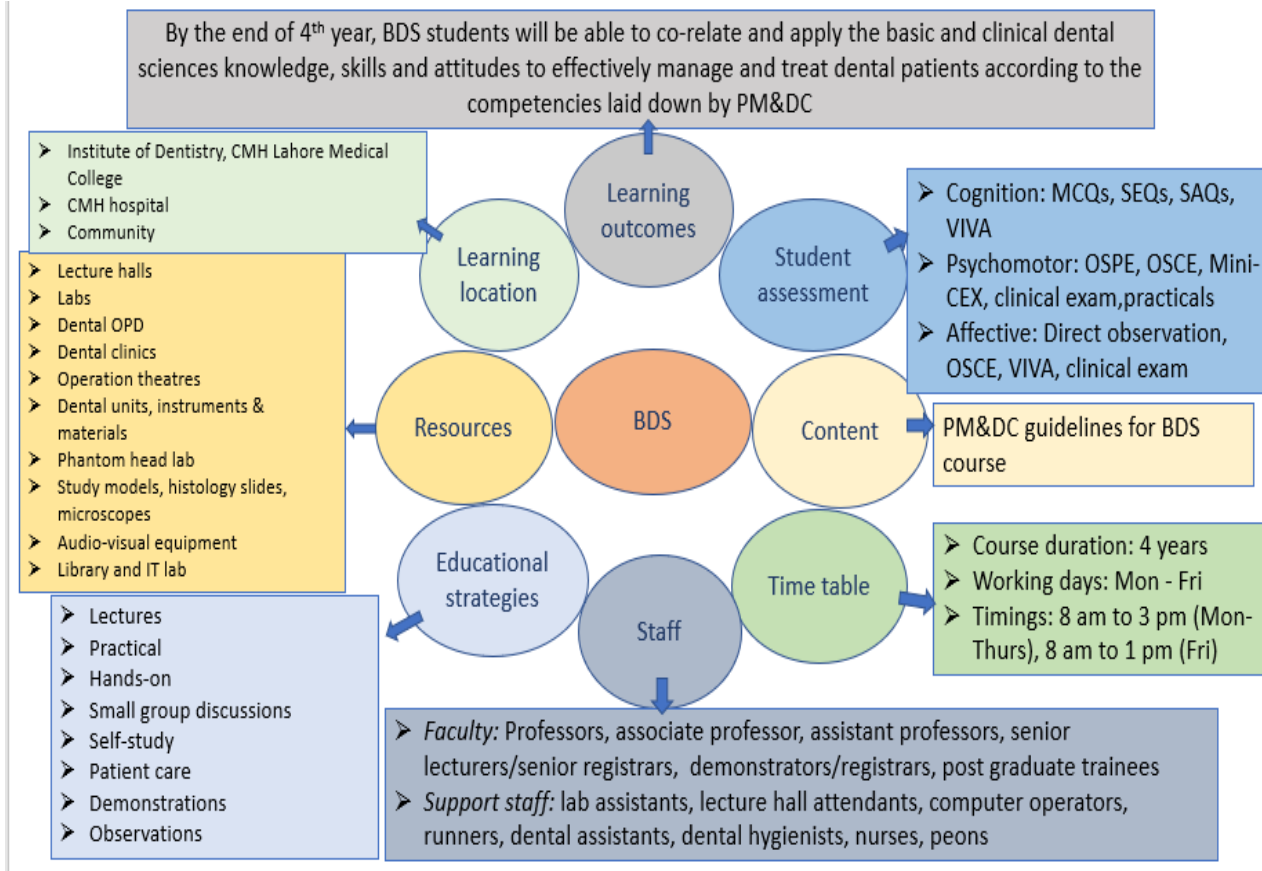 By the end of 4th year, BDS students will be able to co-relate and apply the basic and clinical dental
sciences knowledge, skills and attitudes to effectively manage and treat dental patients according to the
competencies laid down by PM&DC
➤ Institute of Dentistry, CMH Lahore Medical
College
➤ CMH hospital
➤ Community
Learning
outcomes
Learning
location
Student
assessment
➤ Cognition: MCQs, SEQs, SAQs,
VIVA
➤ Psychomotor: OSPE, OSCE, Mini-
CEX, clinical exam,practicals
➤ Affective: Direct observation,
OSCE, VIVA, clinical exam
➤ Lecture halls
➤ Labs
➤ Dental OPD
➤ Dental clinics
➤ Operation theatres
➤ Dental units, instruments &
materials
➤ Phantom head lab
➤ Study models, histology slides,
microscopes
➤ Audio-visual equipment
➤ Library and IT lab
Resources
BDS
Content
PM&DC guidelines for BDS
course
Educational
strategies
Staff
Time table
➤ Course duration: 4 years
➤ Working days: Mon - Fri
➤ Timings: 8 am to 3 pm (Mon-
Thurs), 8 am to 1 pm (Fri)
➤ Lectures
➤ Practical
➤ Hands-on
➤ Small group discussions
➤ Self-study
➤ Patient care
➤ Demonstrations
➤ Observations
➤ Faculty: Professors, associate professor, assistant professors, senior
lecturers/senior registrars, demonstrators/registrars, post graduate trainees
➤ Support staff: lab assistants, lecture hall attendants, computer operators,
runners, dental assistants, dental hygienists, nurses, peons